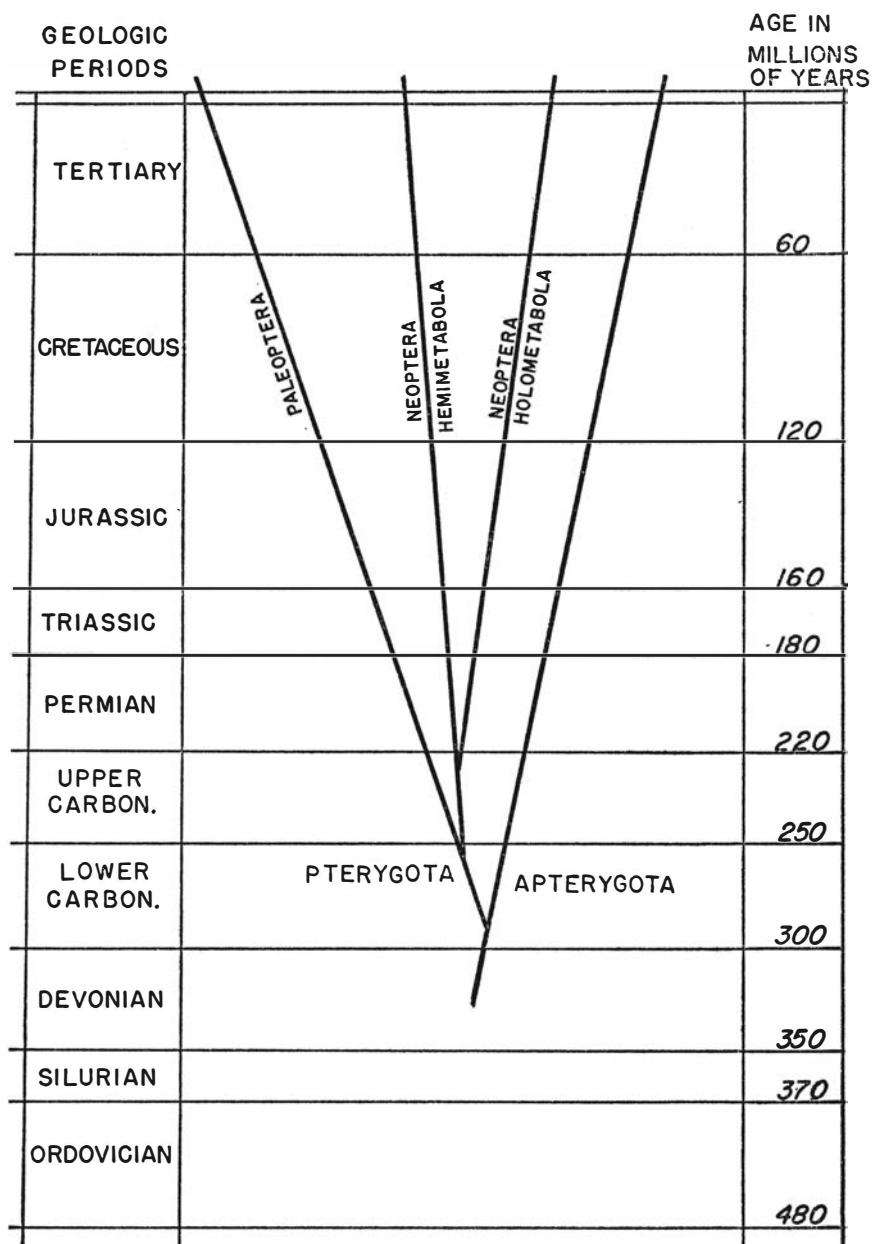 GEOLOGIC
PERIODS
AGE IN
MILLIONS
OF YEARS
TERTIARY
60
PALEOPTERA
NEOPTERA
HEMIMETABOLA
NEOPTERA
HOLOMETABOLA
CRETACEOUS
120
JURASSIC
160
TRIASSIC
180
PERMIAN
220
UPPER
CARBON.
250
LOWER
CARBON.
PTERYGOTA
APTERYGOTA
300
DEVONIAN
350
SILURIAN
370
ORDOVICIAN
480